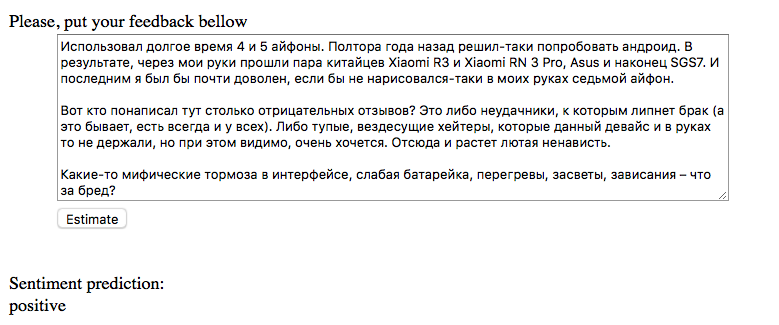 Please, put your feedback bellow
Использовал долгое время 4 и 5 айфоны. Полтора года назад решил-таки попробовать андроид. В
результате, через мои руки прошли пара китайцев Xiaomi R3 и Xiaomi RN 3 Pro, Asus и наконец SGS7. И
последним я был бы почти доволен, если бы не нарисовался-таки в моих руках седьмой айфон.
Вот кто понаписал тут столько отрицательных отзывов? Это либо неудачники, к которым липнет брак (а
это бывает, есть всегда и у всех). Либо тупые, вездесущие хейтеры, которые данный девайс и в руках
то не держали, но при этом видимо, очень хочется. Отсюда и растет лютая ненависть.
Какие-то мифические тормоза в интерфейсе, слабая батарейка, перегревы, засветы, зависания – что
за бред?
Estimate
Sentiment prediction:
positive